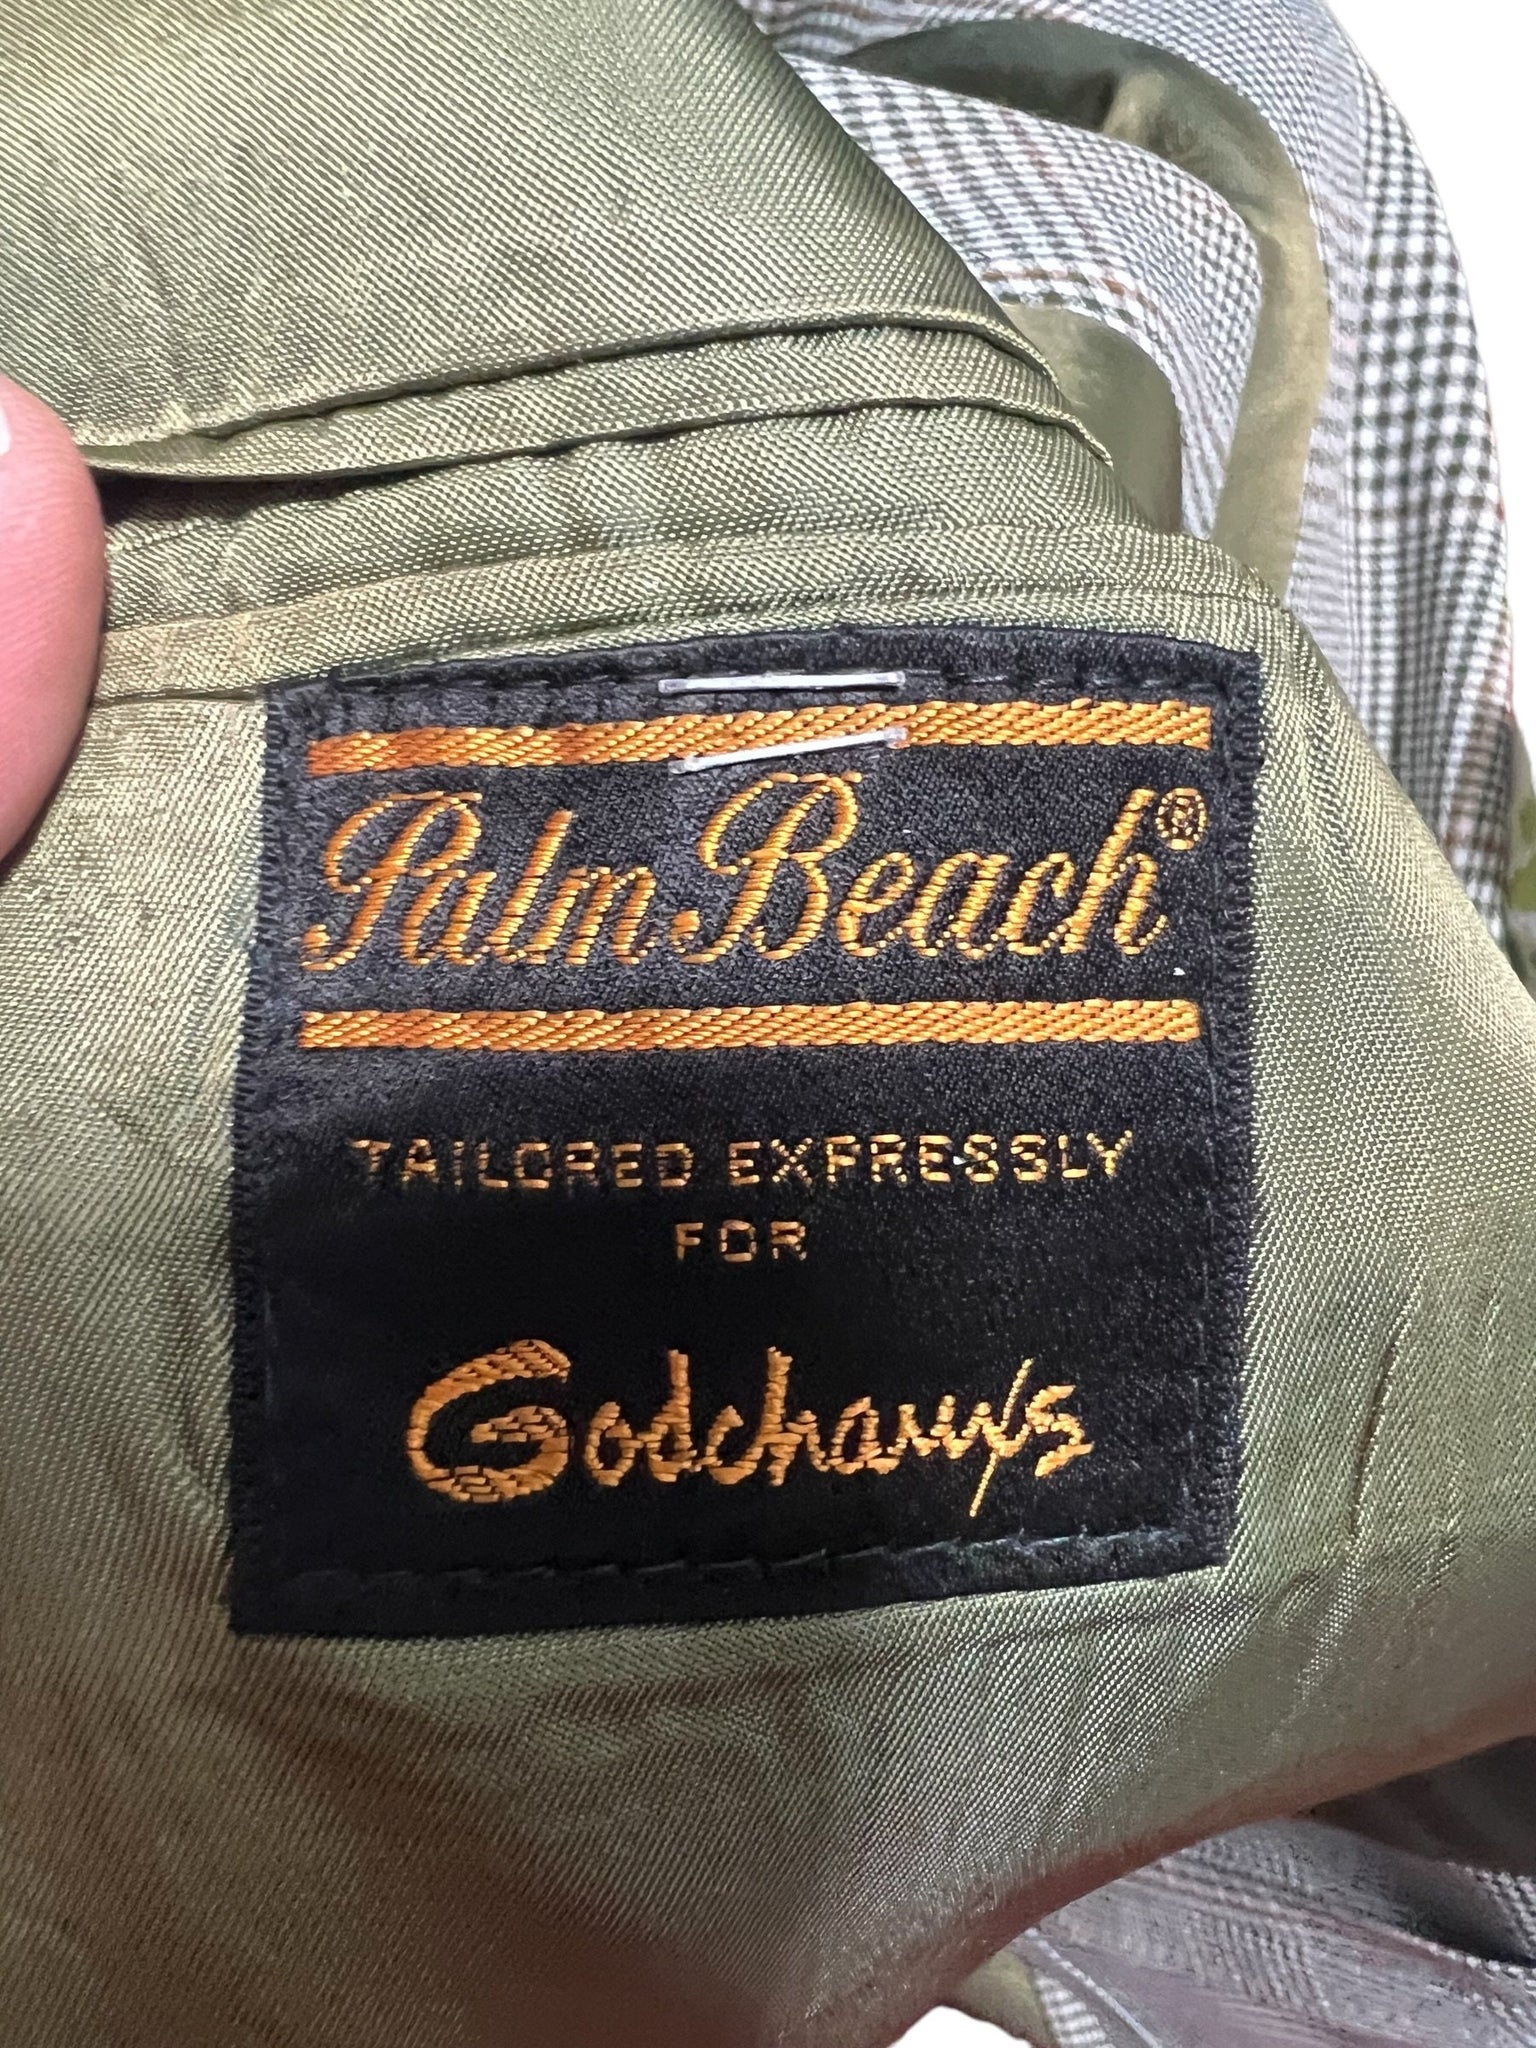 Palm Beach®
TAILORED EXPRESSLY
FOR
Godchaux's